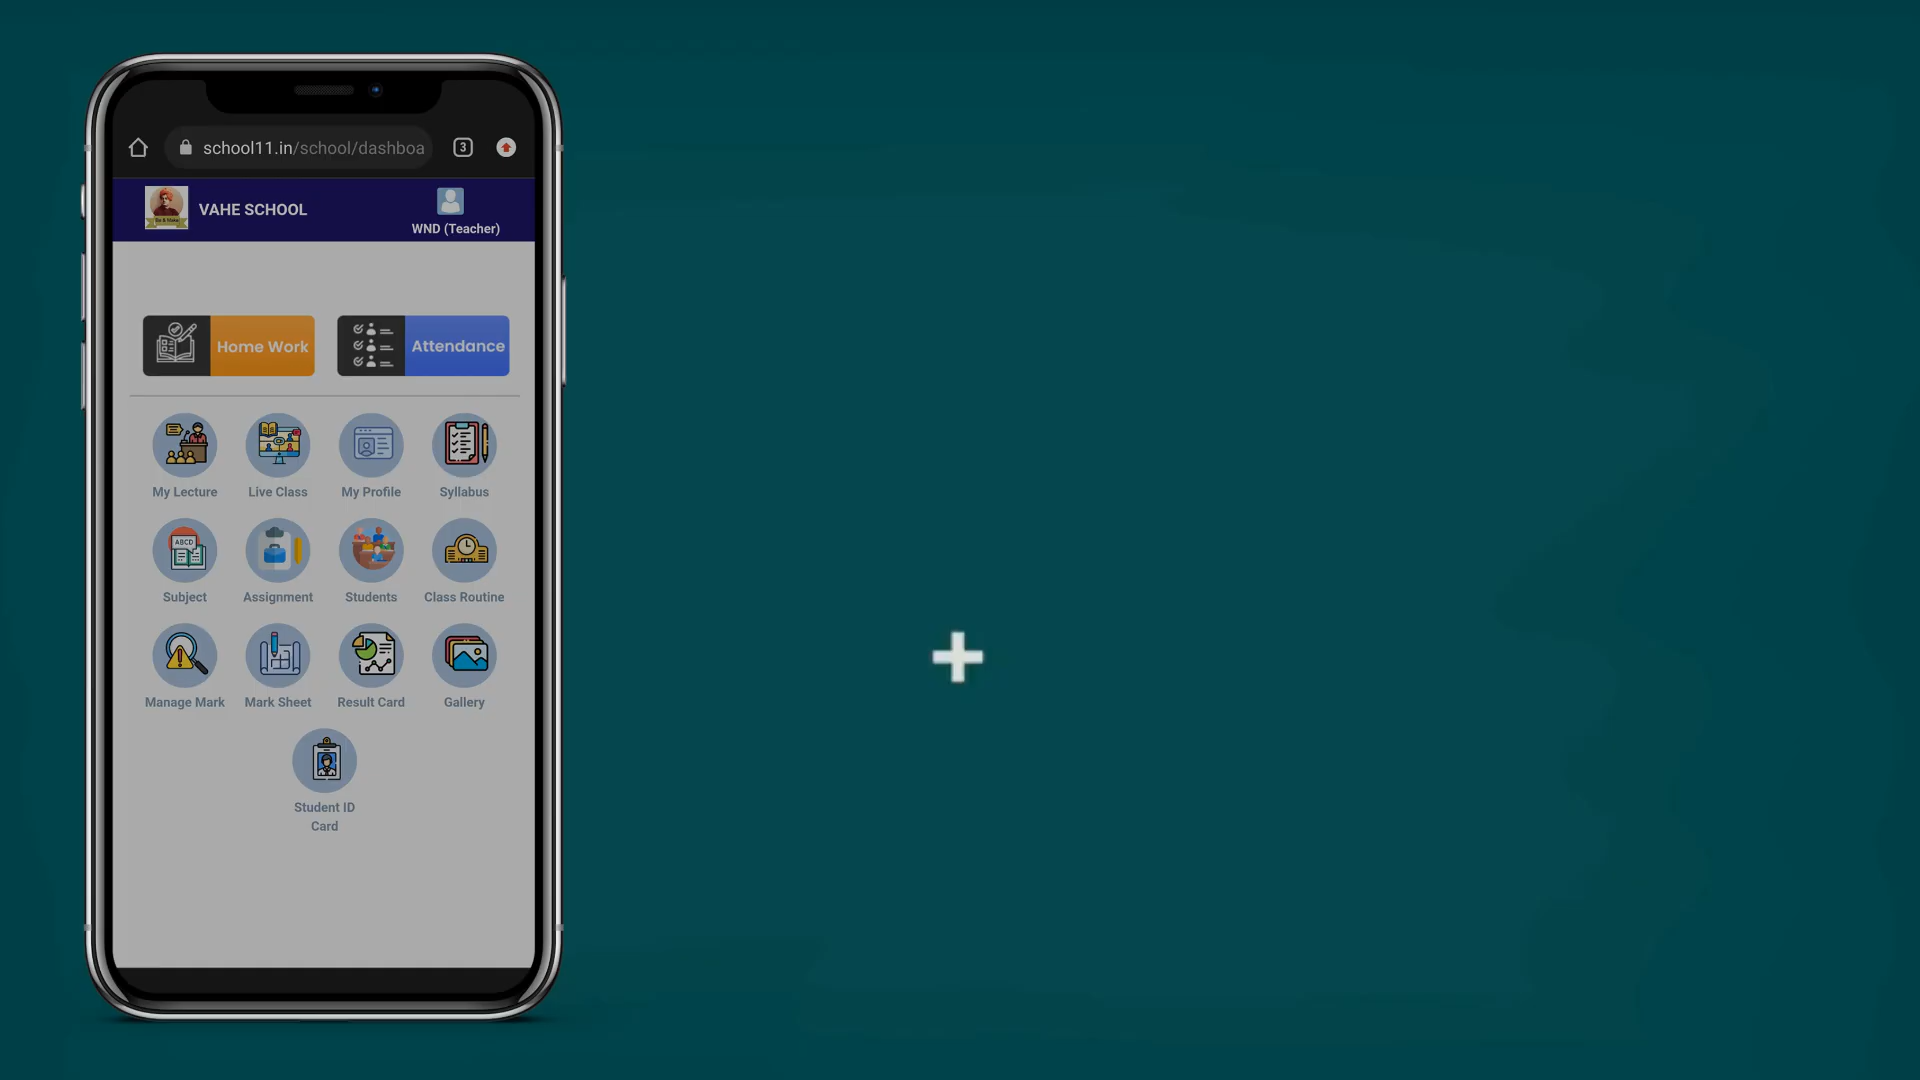 school11.in/school/dashboa
3
VAHE SCHOOL
WND (Teacher)
Home Work
Attendance
My Lecture
Live Class
My Profile
Syllabus
ABCD
Subject
Assignment
Students
Class Routine
Manage Mark
Mark Sheet
Result Card
Gallery
Student ID
Card